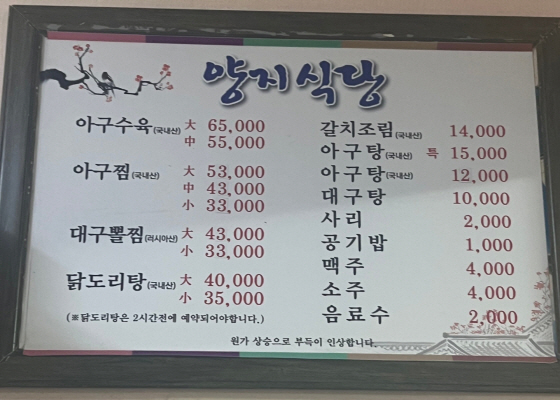 양지식당
아구수육(국내산) 大 65,000
中 55,000
아구찜(국내산) 大 53,000
中 43,000
小 33,000
대구뽈찜(러시아산) 大 43,000
小 33,000
닭도리탕(국내산) 大 40,000
小 35,000
(※닭도리탕은 2시간전에 예약되어야합니다.)
갈치조림(국내산) 14,000
아구탕(국내산) 특 15,000
아구탕(국내산) 12,000
대구탕 10,000
사리 2,000
공기밥 1,000
맥주 4,000
소주 4,000
음료수 2,000
원가 상승으로 부득이 인상합니다.